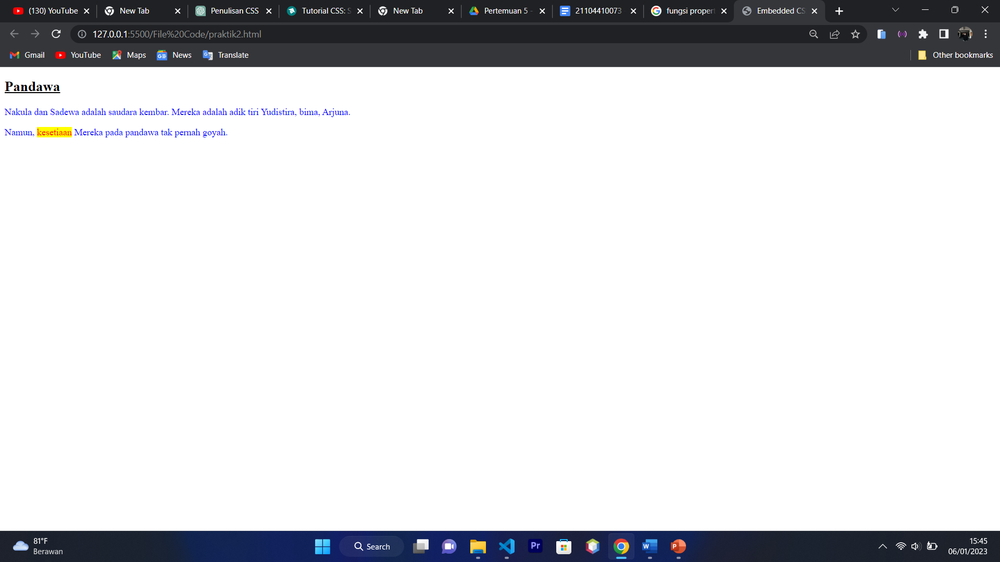 (130) YouTube
New Tab
Penulisan CSS
Tutorial CSS: S
New Tab
Pertemuan 5 -
21104410073
fungsi propert
Embedded CS
127.0.0.1:5500/File%20Code/praktik2.html
Gmail
YouTube
Maps
News
Translate
Other bookmarks
Pandawa
Nakula dan Sadewa adalah saudara kembar. Mereka adalah adik tiri Yudistira, bima, Arjuna.
Namun, kesetiaan Mereka pada pandawa tak pernah goyah.
81°F
Berawan
Search
Pr
15:45
06/01/2023